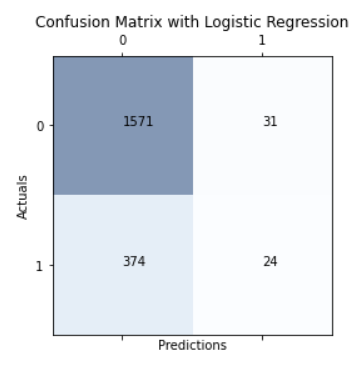 Confusion Matrix with Logistic Regression
0 1
0 1571 31
Actuals
1 374 24
Predictions